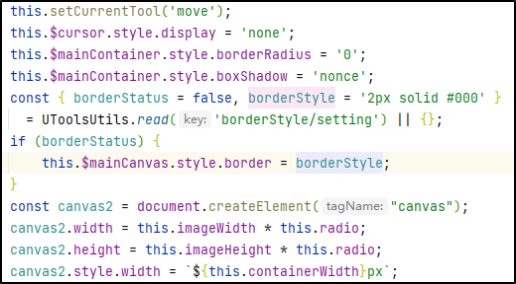 this.setCurrentTool('move');
this.$cursor.style.display = 'none';
this.$mainContainer.style.borderRadius = '0';
this.$mainContainer.style.boxShadow = 'nonce';
const { borderStatus = false, borderStyle = '2px solid #000' }
= UToolsUtils.read( key: 'borderStyle/setting') || {};
if (borderStatus) {
this.$mainCanvas.style.border = borderStyle;
}
const canvas2 = document.createElement( tagName: "canvas");
canvas2.width = this.imageWidth * this.radio;
canvas2.height = this.imageHeight * this.radio;
canvas2.style.width = `${this.containerWidth}px`;